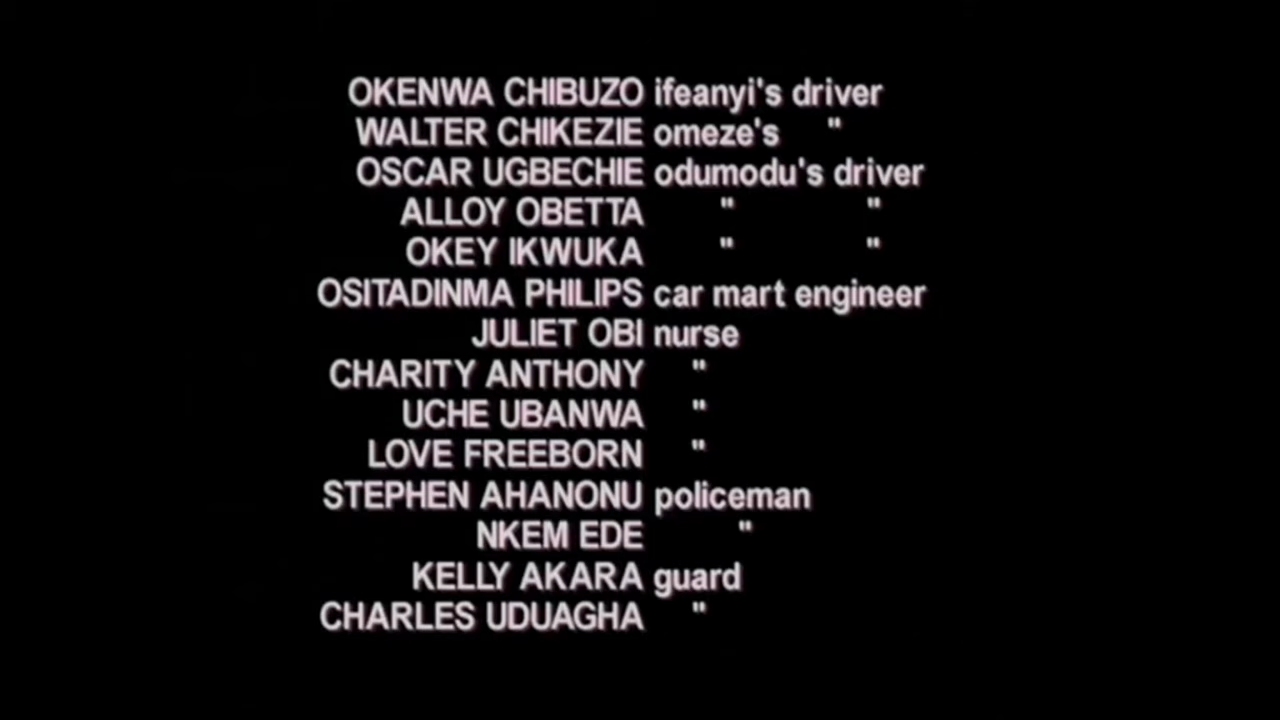 OKENWA CHIBUZO ifeanyi's driver
WALTER CHIKEZIE omeze's "
OSCAR UGBECHIE odumodu's driver
ALLOY OBETTA " "
OKEY IKWUKA " "
OSITADINMA PHILIPS car mart engineer
JULIET OBI nurse
CHARITY ANTHONY "
UCHE UBANWA "
LOVE FREEBORN "
STEPHEN AHANONU policeman
NKEM EDE "
KELLY AKARA guard
CHARLES UDUAGHA "